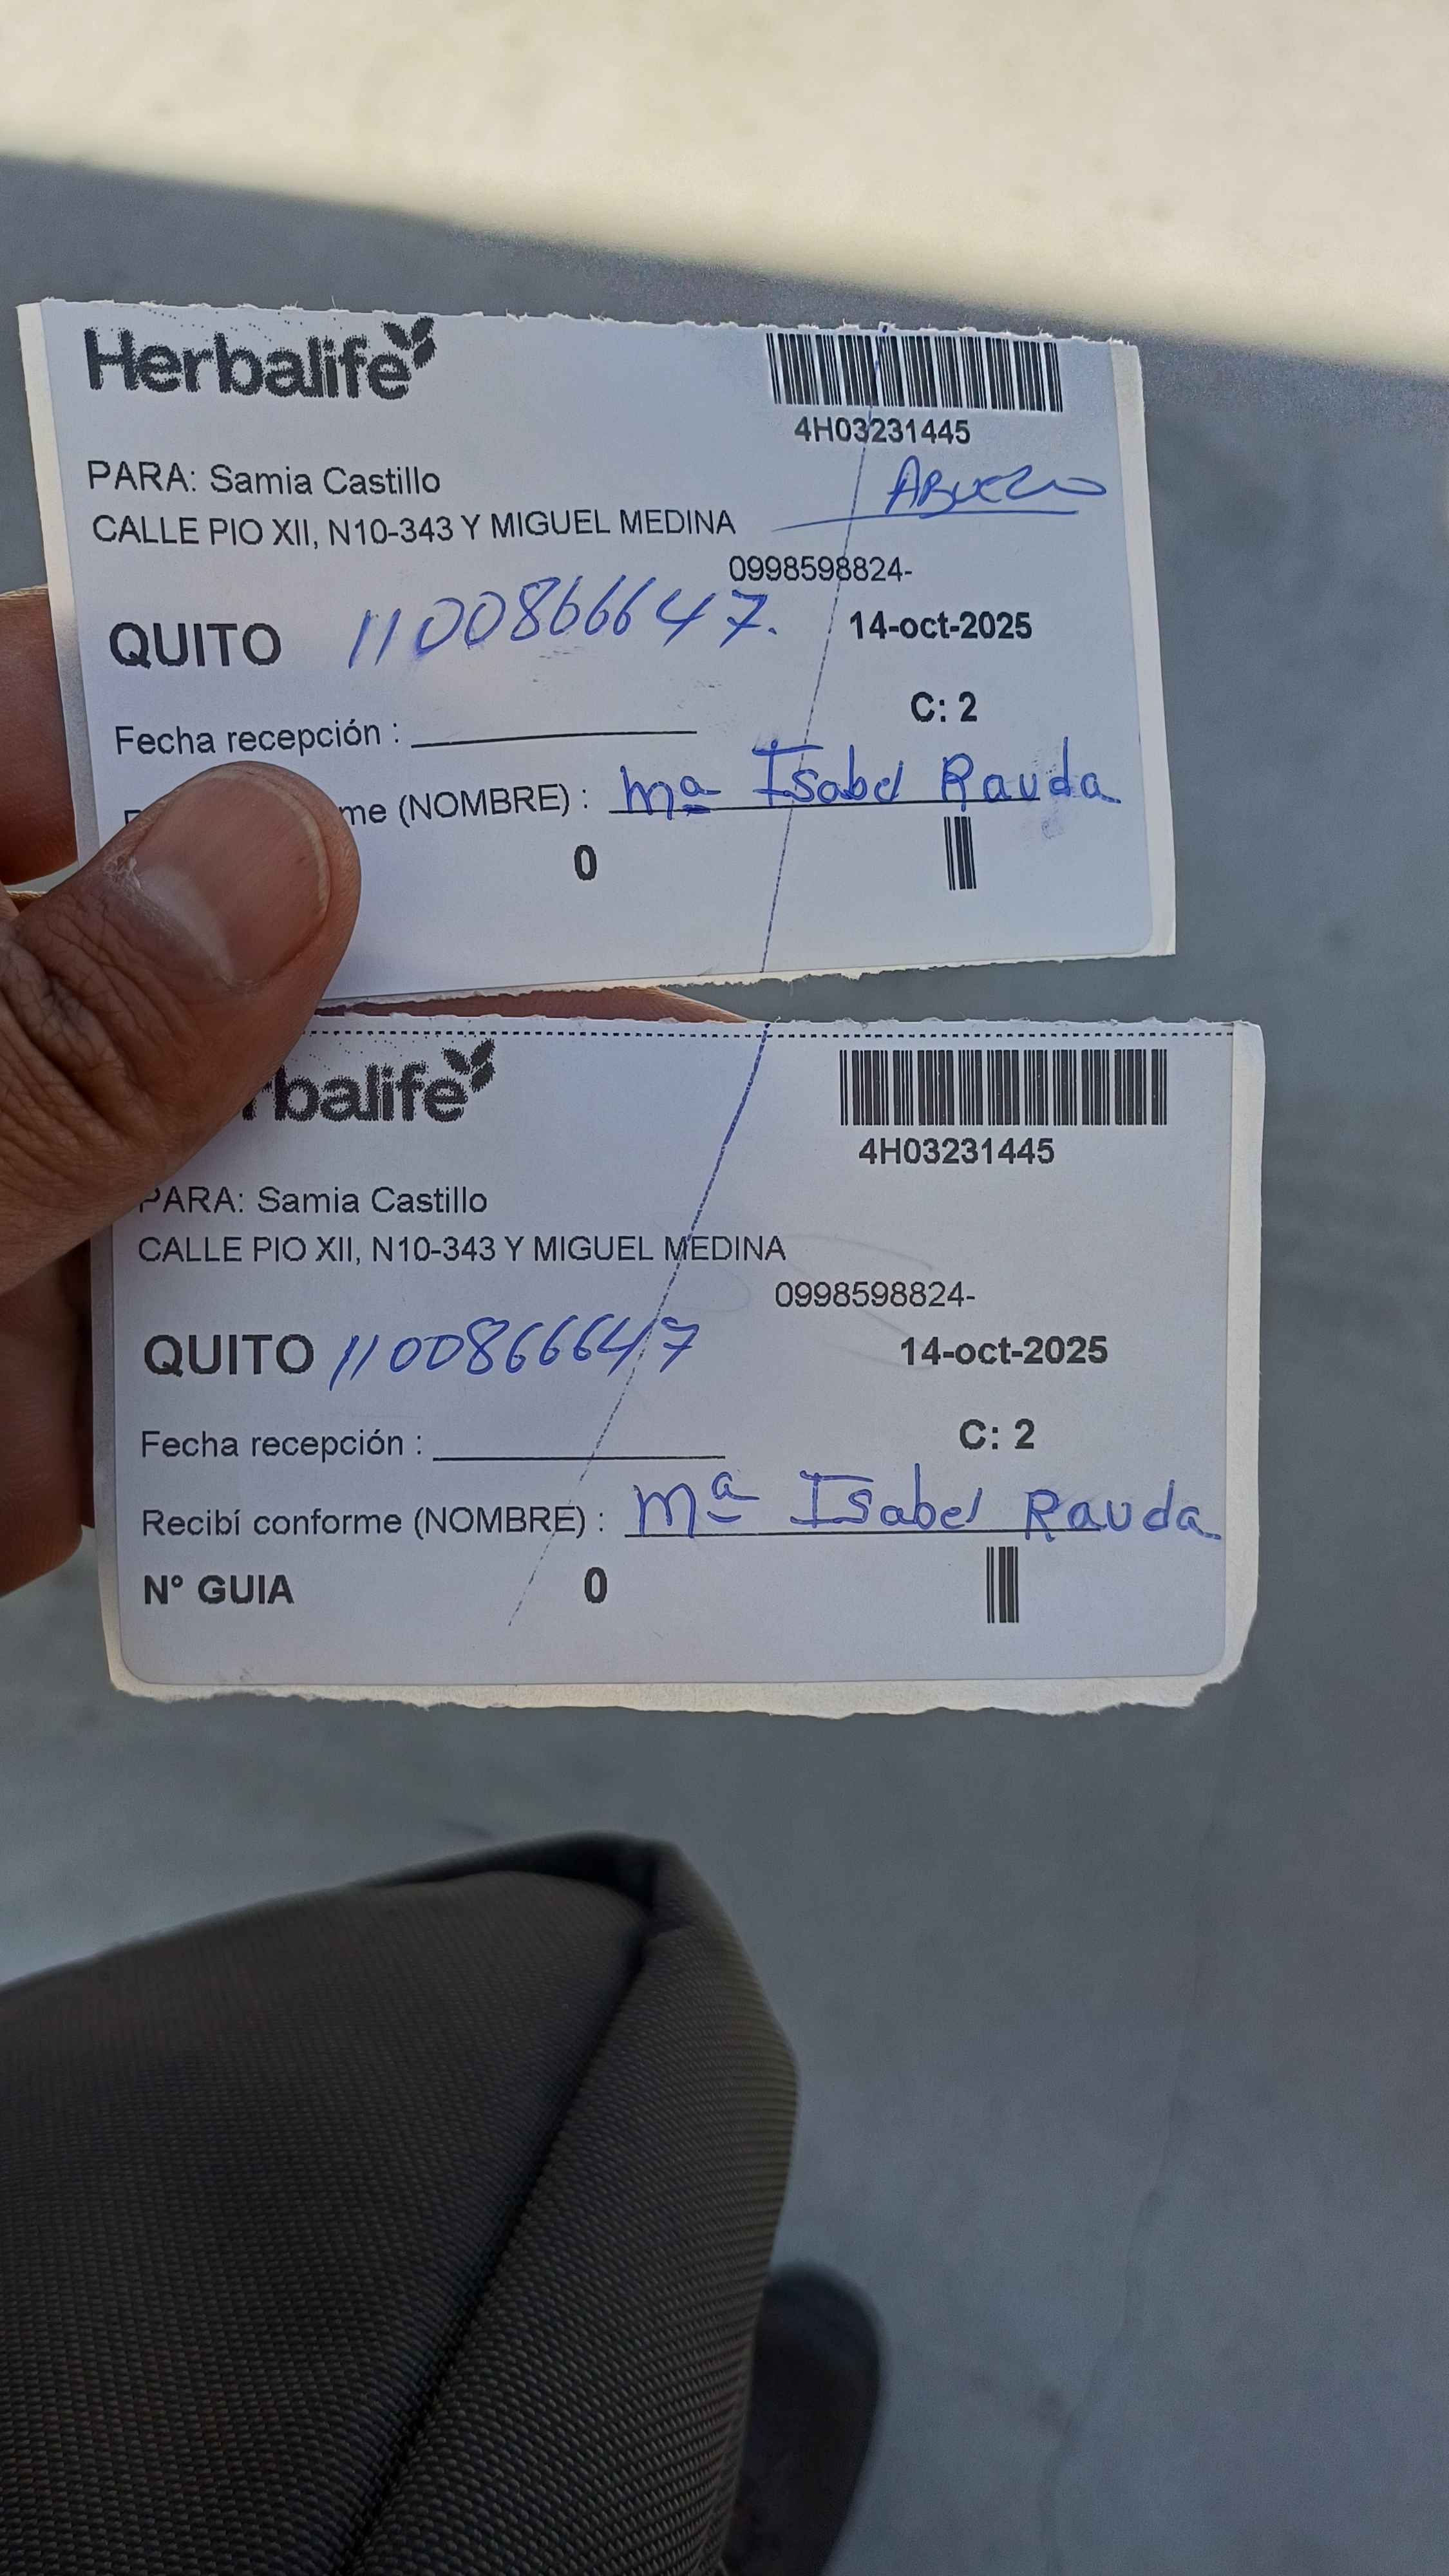 Herbalife
4H03231445
PARA: Samia Castillo
ABUELO
CALLE PIO XII, N10-343 Y MIGUEL MEDINA
0998598824-
QUITO 1100866647.
14-oct-2025
C: 2
Fecha recepción :
me (NOMBRE) : Mª Isabel Rauda
0
rbalife
4H03231445
PARA: Samia Castillo
CALLE PIO XII, N10-343 Y MIGUEL MEDINA
0998598824-
QUITO 1100866647
14-oct-2025
C: 2
Fecha recepción :
Recibí conforme (NOMBRE) : Mª Isabel Rauda
N° GUIA 0